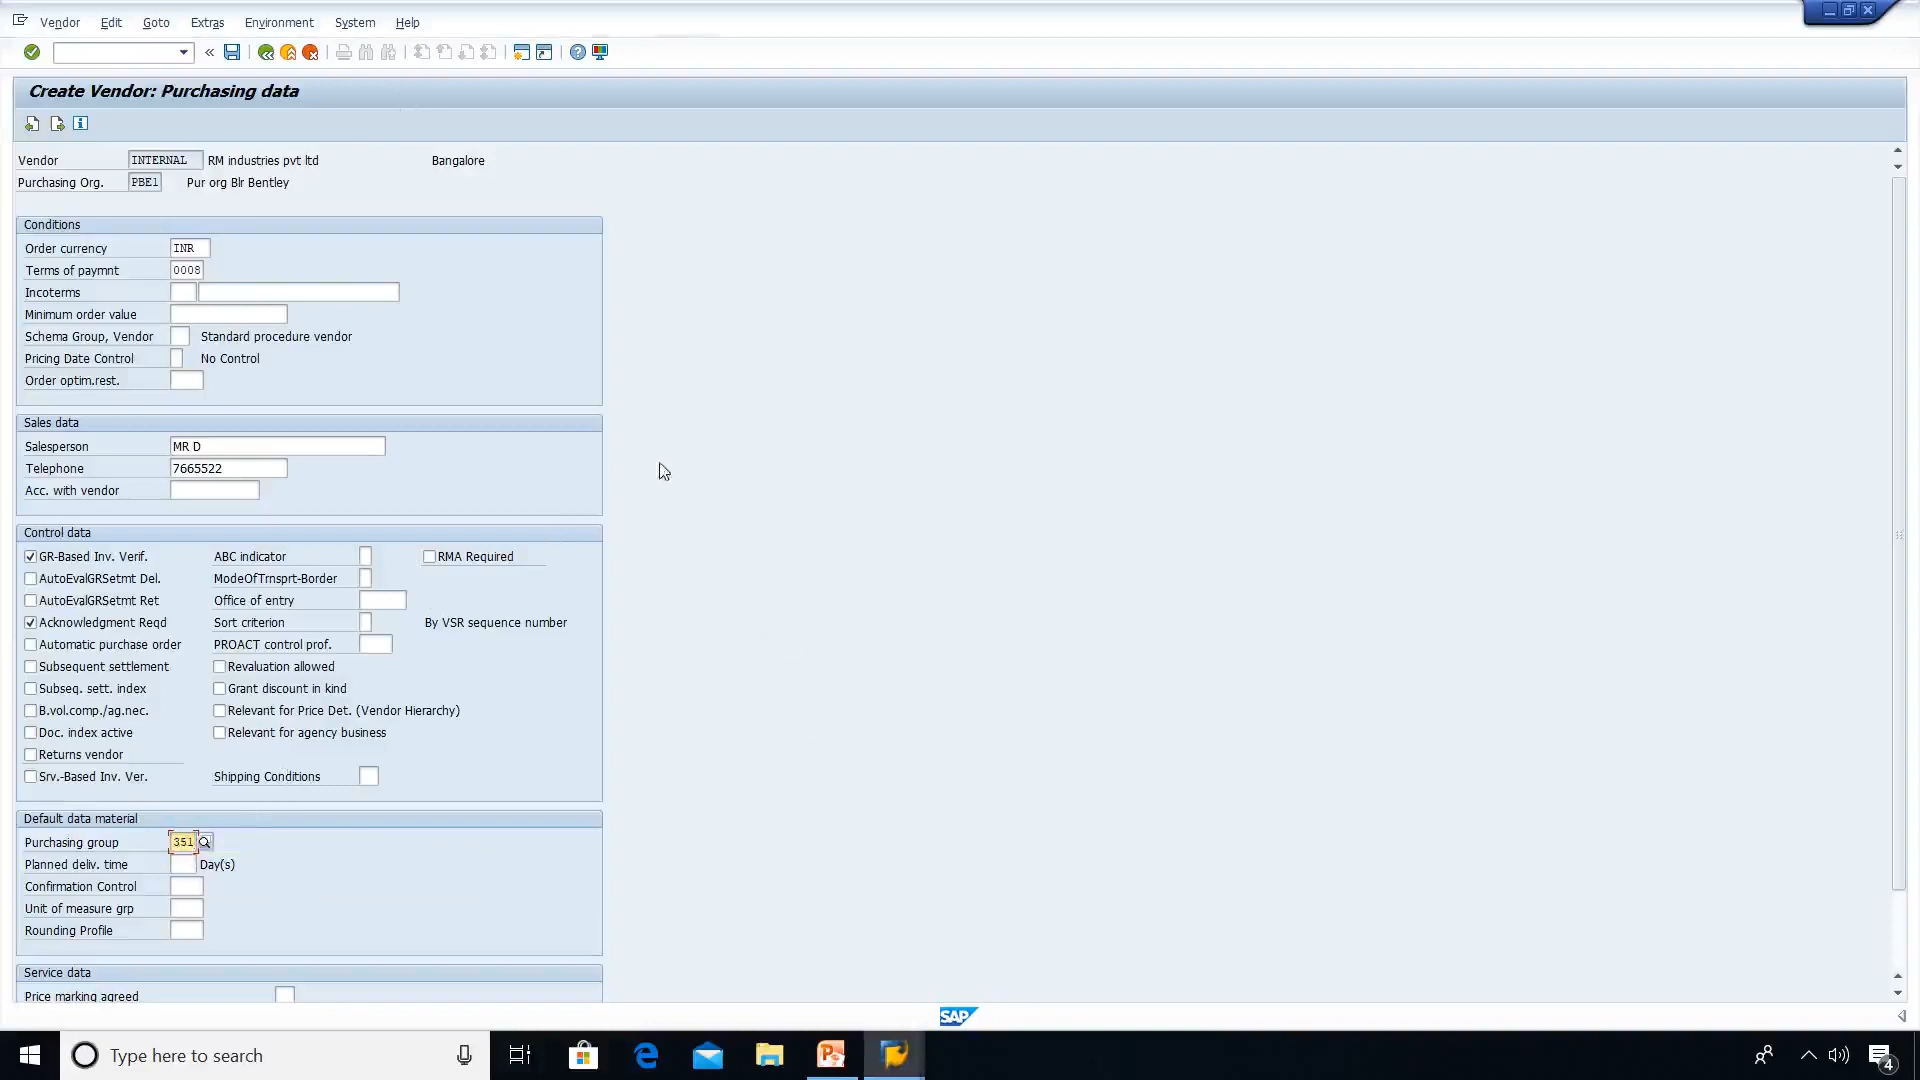 Vendor Edit Goto Extras Environment System Help
Create Vendor: Purchasing data
Vendor INTERNAL RM industries pvt ltd Bangalore
Purchasing Org. PBE1 Pur org Blr Bentley
Conditions
Order currency INR
Terms of paymnt 0008
Incoterms
Minimum order value
Schema Group, Vendor Standard procedure vendor
Pricing Date Control No Control
Order optim.rest.
Sales data
Salesperson MR D
Telephone 7665522
Acc. with vendor
Control data
GR-Based Inv. Verif. ABC indicator RMA Required
AutoEvalGRSetmt Del. ModeOfTrnsprt-Border
AutoEvalGRSetmt Ret Office of entry
Acknowledgment Reqd Sort criterion By VSR sequence number
Automatic purchase order PROACT control prof.
Subsequent settlement Revaluation allowed
Subseq. sett. index Grant discount in kind
B.vol.comp./ag.nec. Relevant for Price Det. (Vendor Hierarchy)
Doc. index active Relevant for agency business
Returns vendor
Srv.-Based Inv. Ver. Shipping Conditions
Default data material
Purchasing group 351
Planned deliv. time Day(s)
Confirmation Control
Unit of measure grp
Rounding Profile
Service data
Price marking agreed
SAP
Type here to search
4